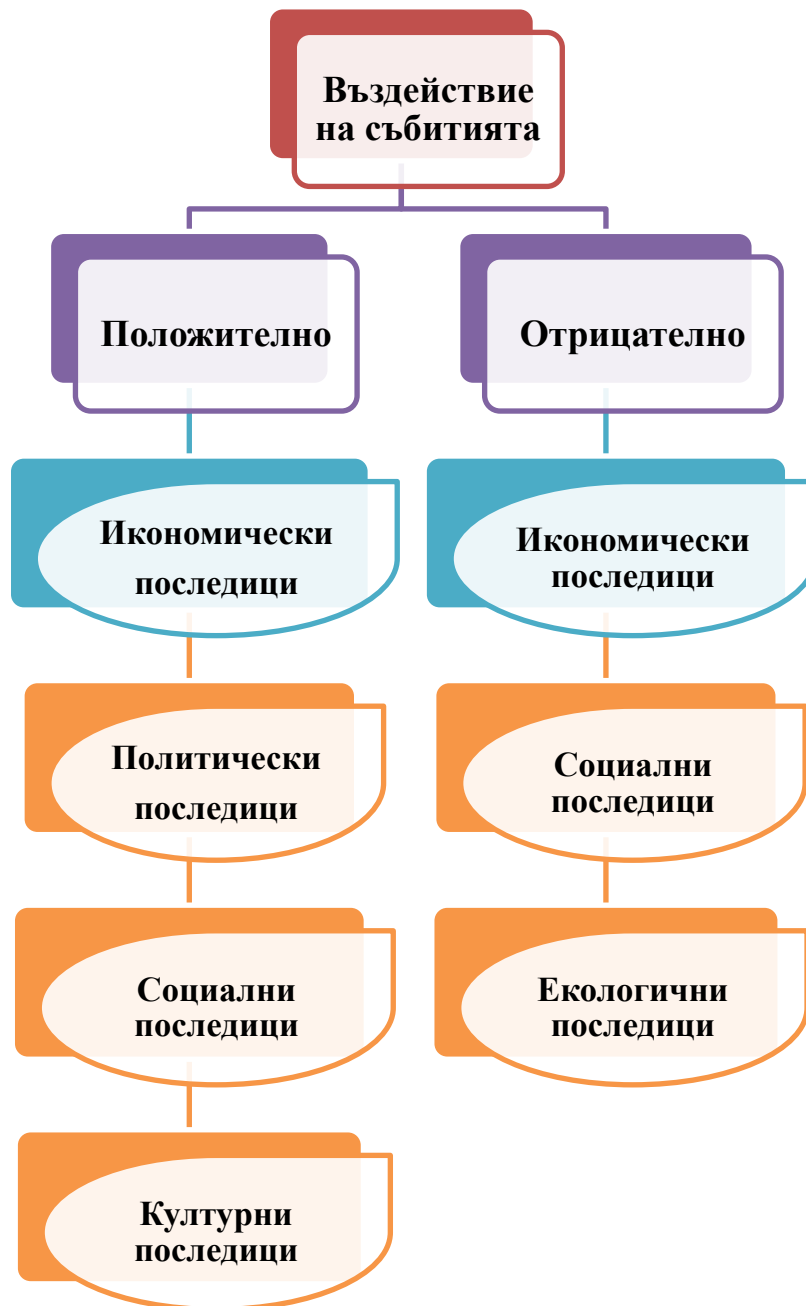 Въздействие
на събитията
Положително
Отрицателно
Икономически
последици
Икономически
последици
Политически
последици
Социални
последици
Социални
последици
Екологични
последици
Културни
последици